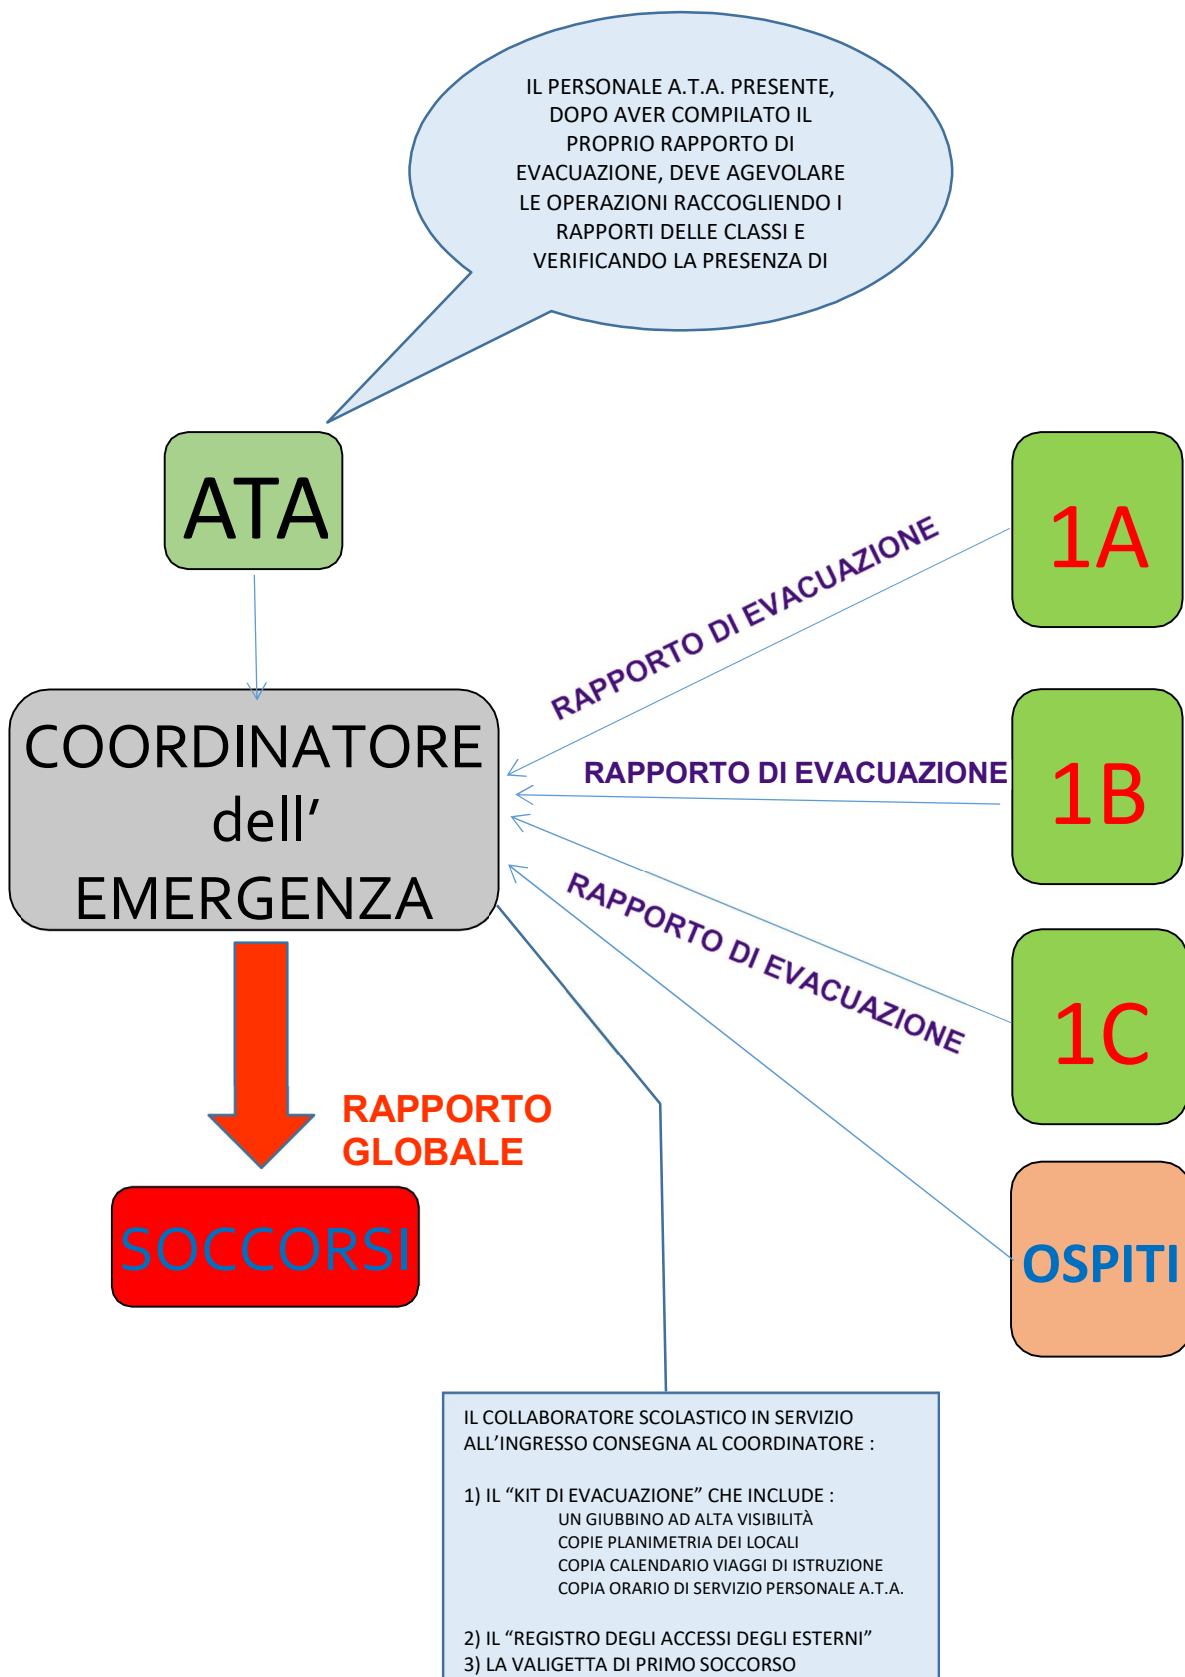 IL PERSONALE A.T.A. PRESENTE,
DOPO AVER COMPILATO IL
PROPRIO RAPPORTO DI
EVACUAZIONE, DEVE AGEVOLARE
LE OPERAZIONI RACCOGLIENDO I
RAPPORTI DELLE CLASSI E
VERIFICANDO LA PRESENZA DI
ATA
1A
RAPPORTO DI EVACUAZIONE
COORDINATORE
dell'
EMERGENZA
RAPPORTO DI EVACUAZIONE
1B
RAPPORTO DI EVACUAZIONE
1C
RAPPORTO
GLOBALE
SOCCORSI
OSPITI
IL COLLABORATORE SCOLASTICO IN SERVIZIO
ALL’INGRESSO CONSEGNA AL COORDINATORE :
1) IL “KIT DI EVACUAZIONE” CHE INCLUDE :
UN GIUBBINO AD ALTA VISIBILITÀ
COPIE PLANIMETRIA DEI LOCALI
COPIA CALENDARIO VIAGGI DI ISTRUZIONE
COPIA ORARIO DI SERVIZIO PERSONALE A.T.A.
2) IL “REGISTRO DEGLI ACCESSI DEGLI ESTERNI”
3) LA VALIGETTA DI PRIMO SOCCORSO